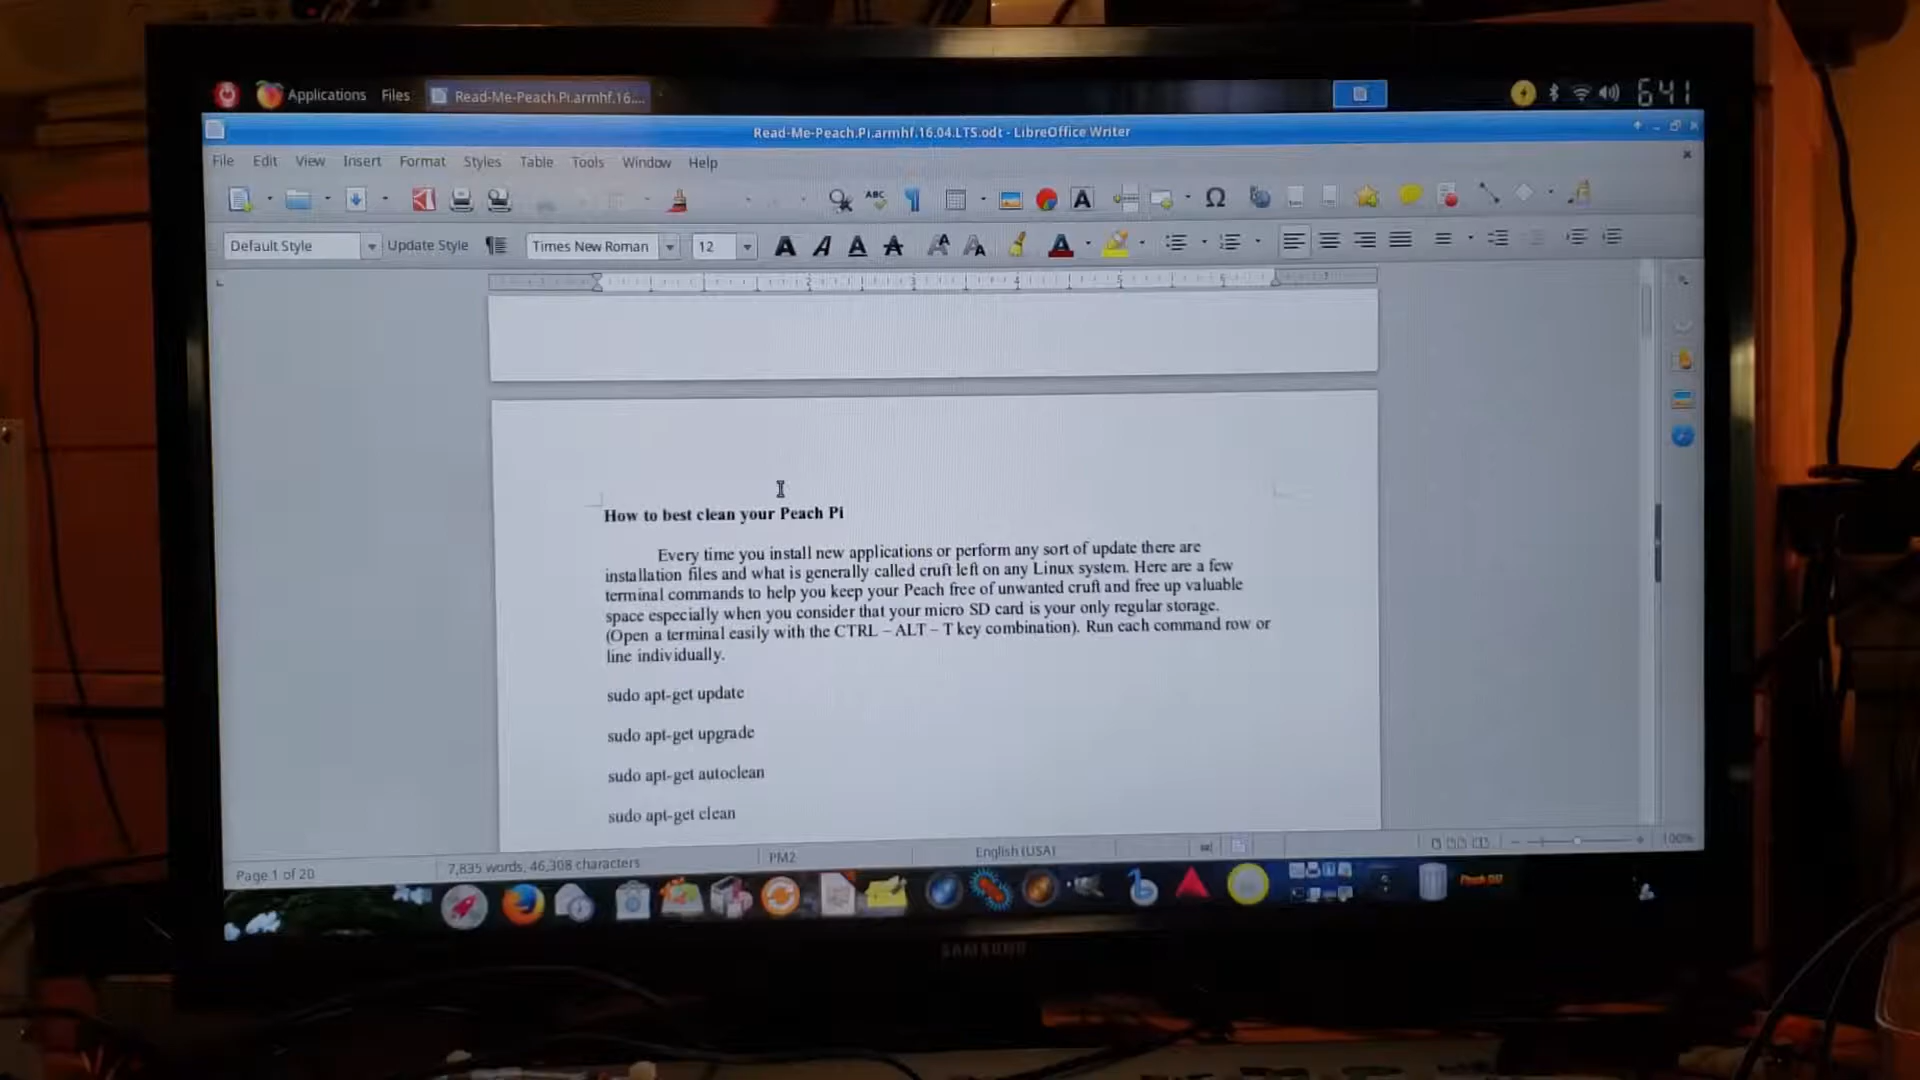 Applications Files Read-Me-Peach.Pi.armhf.16.... 641
Read-Me-Peach.Pi.armhf.16.04.LTS.odt - LibreOffice Writer
File Edit View Insert Format Styles Table Tools Window Help
ABC A Ω
Default Style Update Style Times New Roman 12
How to best clean your Peach Pi
Every time you install new applications or perform any sort of update there are
installation files and what is generally called cruft left on any Linux system. Here are a few
terminal commands to help you keep your Peach free of unwanted cruft and free up valuable
space especially when you consider that your micro SD card is your only regular storage.
(Open a terminal easily with the CTRL – ALT – T key combination). Run each command row or
line individually.
sudo apt-get update
sudo apt-get upgrade
sudo apt-get autoclean
sudo apt-get clean
Page 1 of 20 7,835 words, 46,308 characters PM2 English (USA) 100%
SAMSUNG